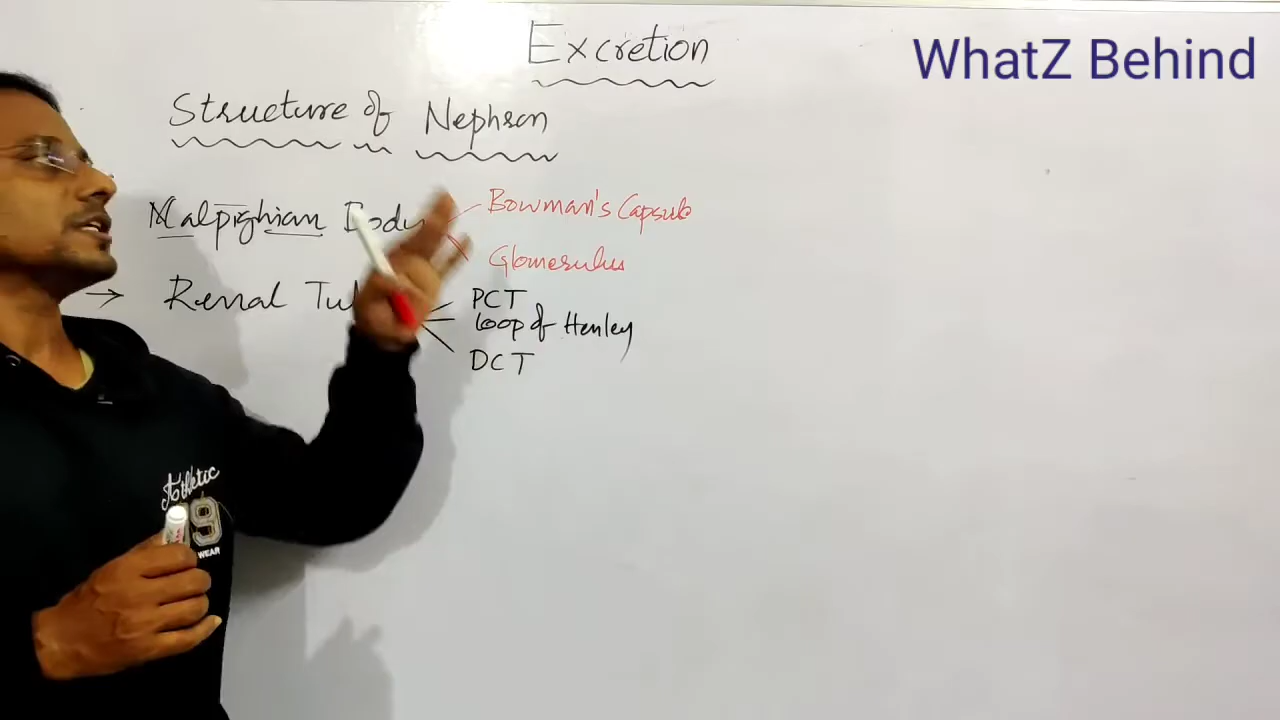 Excretion
WhatZ Behind
Structure of Nephron
Malpighian Body
Bowman's Capsule
Glomerulus
→ Renal
PCT
Loop of Henley
DCT
Athletic
9
WEAR